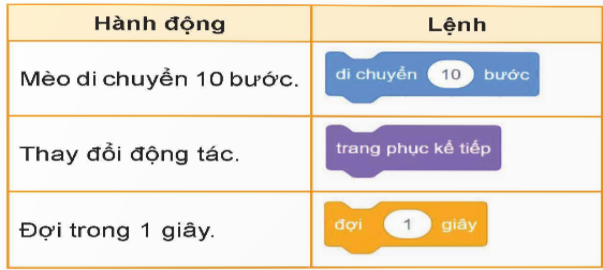 Hành động Lệnh
Mèo di chuyển 10 bước. di chuyển 10 bước
Thay đổi động tác. trang phục kế tiếp
Đợi trong 1 giây. đợi 1 giây